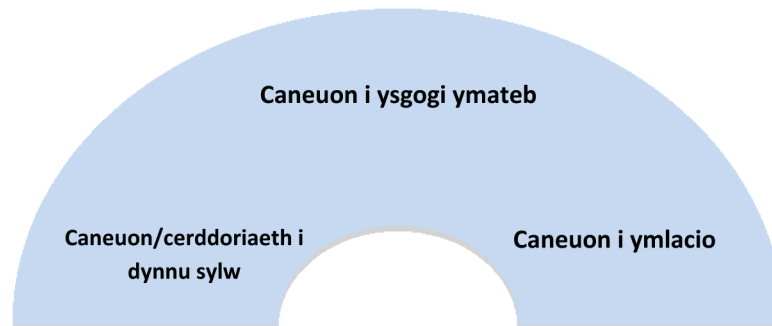 Caneuon i ysgogi ymateb
Caneuon/cerddoriaeth i
dynnu sylw
Caneuon i ymlacio